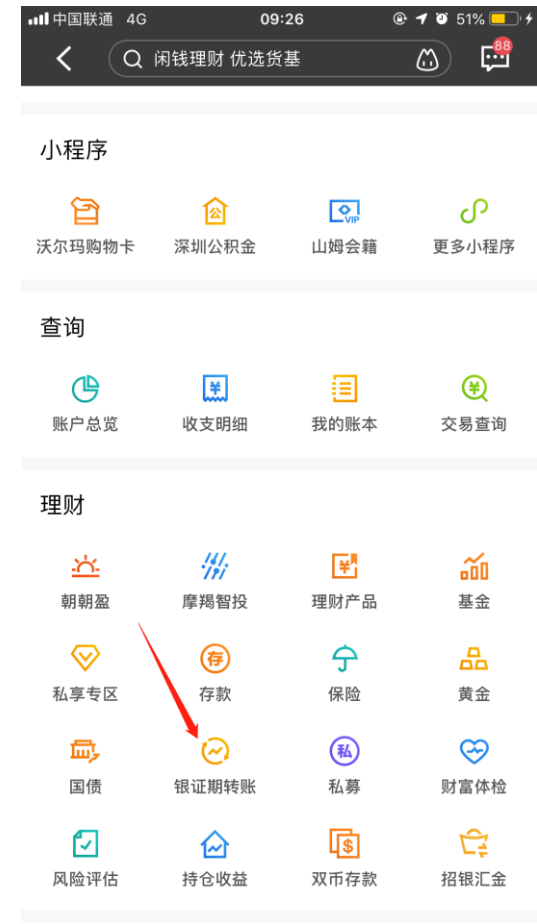 中国联通 4G 09:26 51%
闲钱理财 优选货基 88
小程序
公 VIP
沃尔玛购物卡 深圳公积金 山姆会籍 更多小程序
查询
¥ ¥
账户总览 收支明细 我的账本 交易查询
理财
¥
朝朝盈 摩羯智投 理财产品 基金
存
私享专区 存款 保险 黄金
私
国债 银证期转账 私募 财富体检
$
风险评估 持仓收益 双币存款 招银汇金